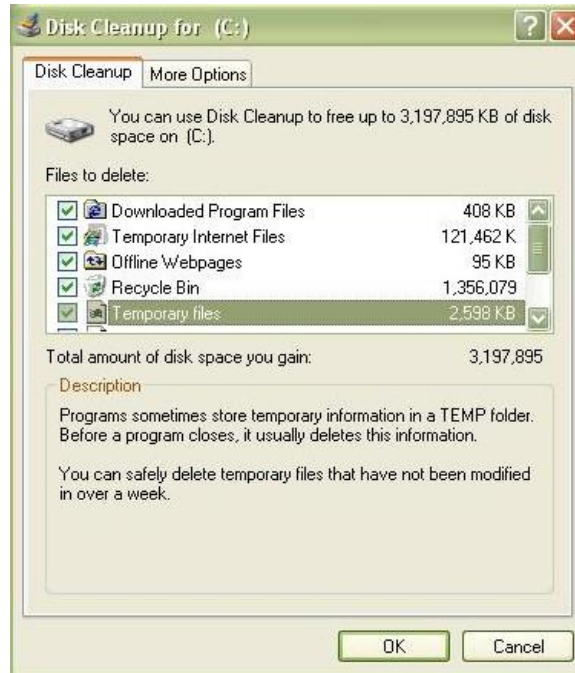 Disk Cleanup for (C:)
Disk Cleanup
More Options
You can use Disk Cleanup to free up to 3,197,895 KB of disk
space on (C:).
Files to delete:
Downloaded Program Files 408 KB
Temporary Internet Files 121,462 K
Offline Webpages 95 KB
Recycle Bin 1,356,079
Temporary files 2,598 KB
Total amount of disk space you gain: 3,197,895
Description
Programs sometimes store temporary information in a TEMP folder.
Before a program closes, it usually deletes this information.
You can safely delete temporary files that have not been modified
in over a week.
OK
Cancel